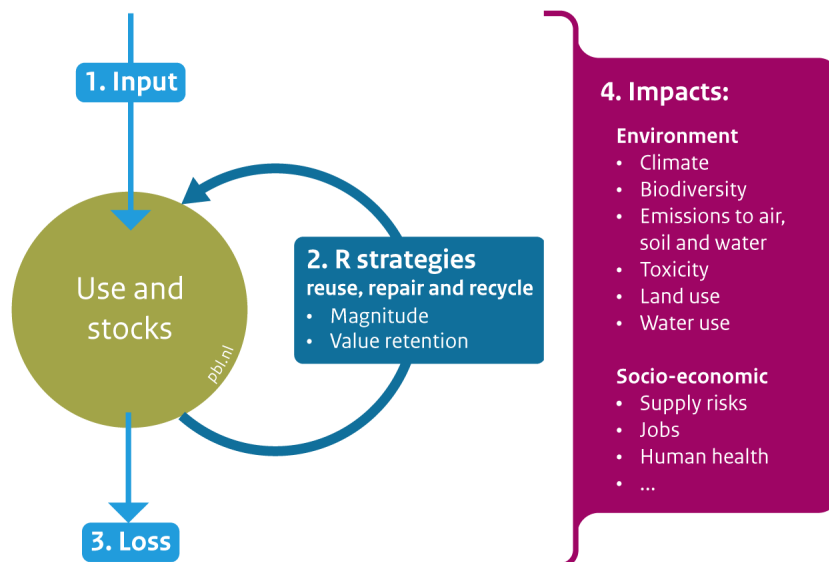 1. Input
Use and
stocks
pbl.nl
2. R strategies
reuse, repair and recycle
• Magnitude
• Value retention
3. Loss
4. Impacts:
Environment
• Climate
• Biodiversity
• Emissions to air,
soil and water
• Toxicity
• Land use
• Water use
Socio-economic
• Supply risks
• Jobs
• Human health
• ...